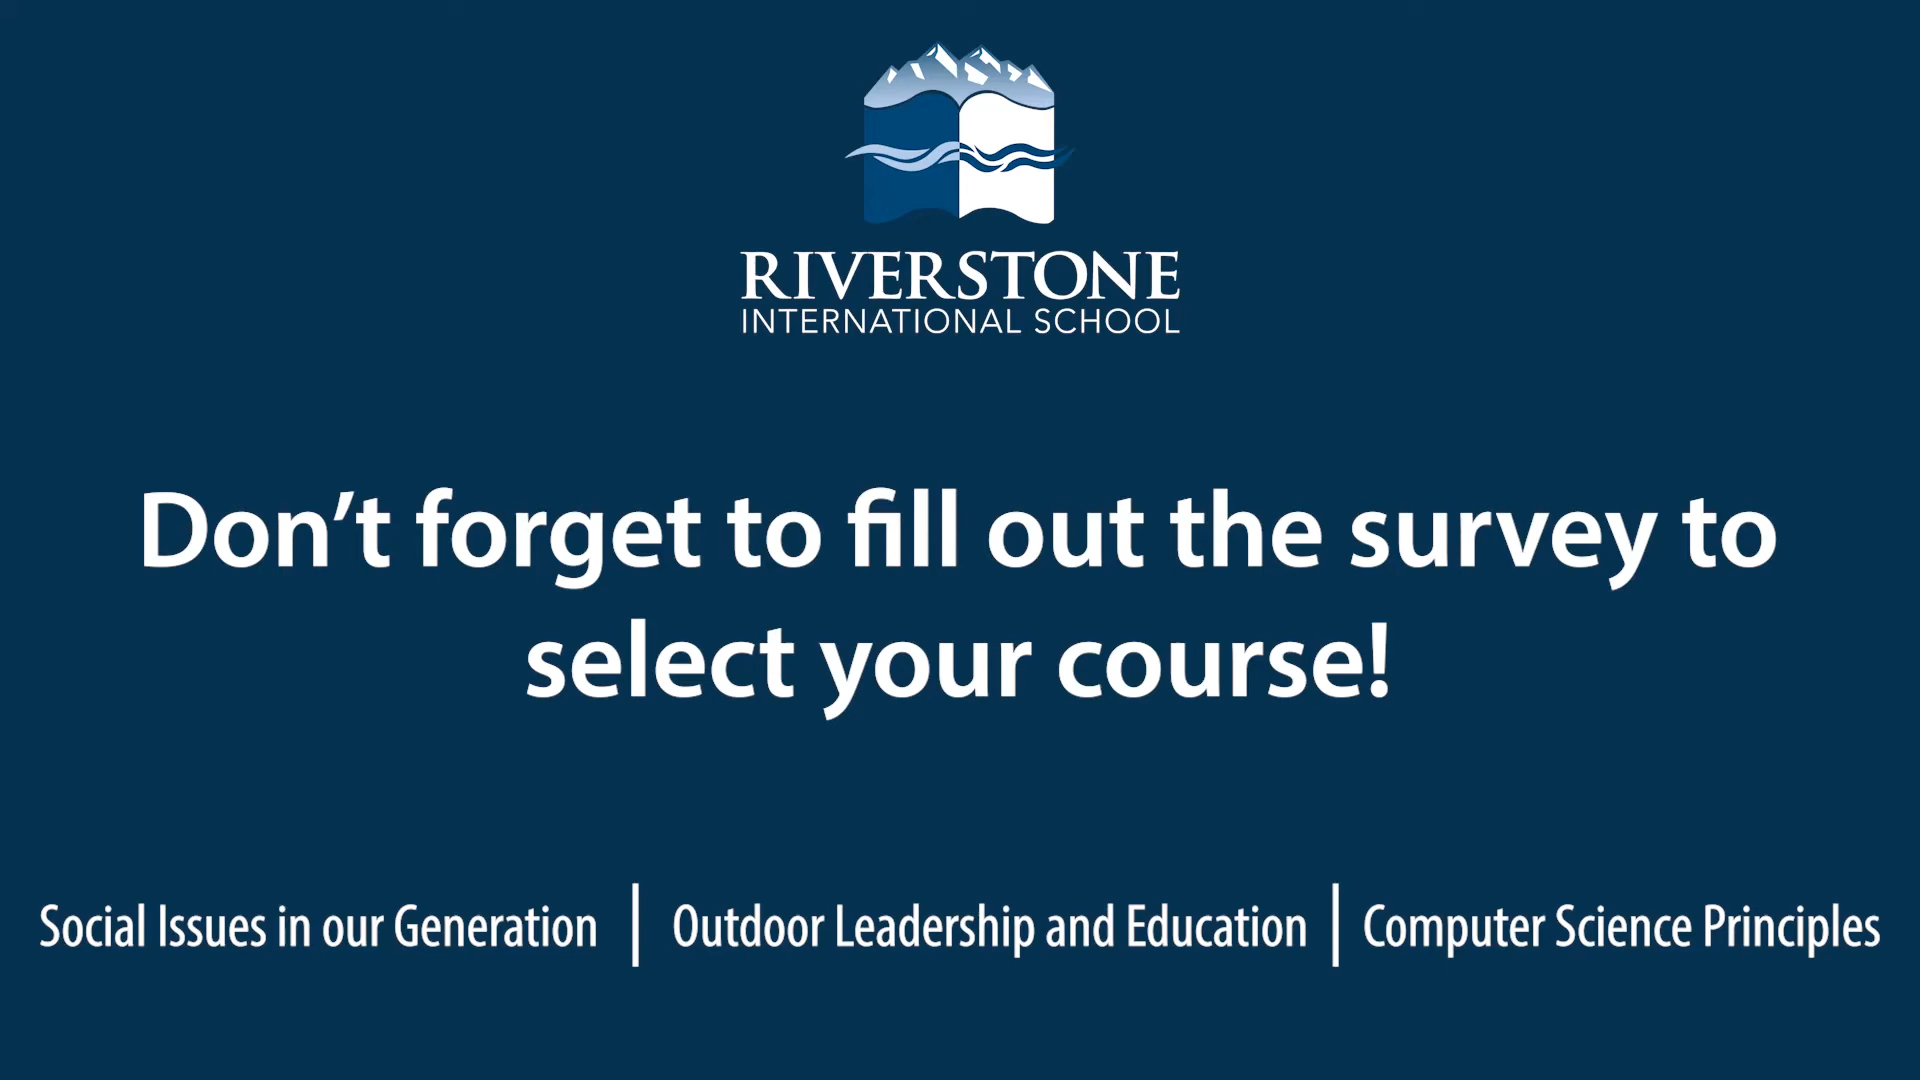 RIVERSTONE
INTERNATIONAL SCHOOL
Don’t forget to fill out the survey to
select your course!
Social Issues in our Generation | Outdoor Leadership and Education | Computer Science Principles